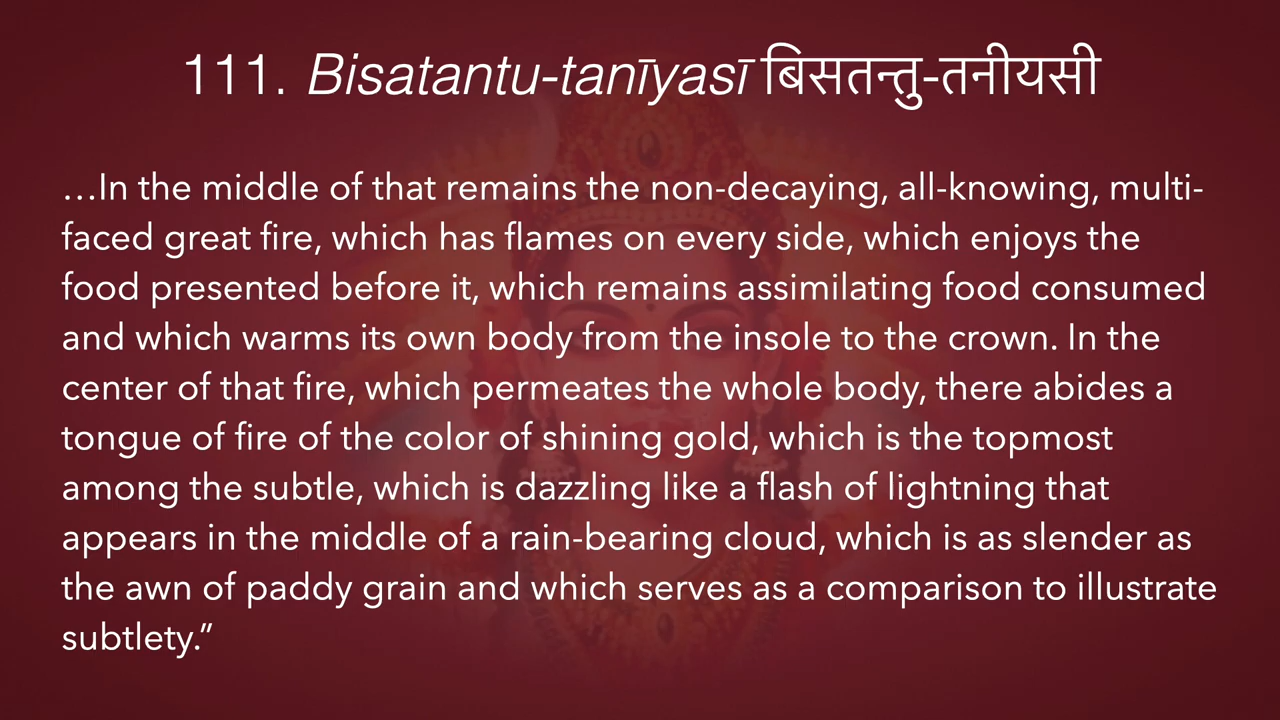 111. Bisatantu-tanīyasī बिसतन्तु-तनीयसी
…In the middle of that remains the non-decaying, all-knowing, multi-
faced great fire, which has flames on every side, which enjoys the
food presented before it, which remains assimilating food consumed
and which warms its own body from the insole to the crown. In the
center of that fire, which permeates the whole body, there abides a
tongue of fire of the color of shining gold, which is the topmost
among the subtle, which is dazzling like a flash of lightning that
appears in the middle of a rain-bearing cloud, which is as slender as
the awn of paddy grain and which serves as a comparison to illustrate
subtlety.”